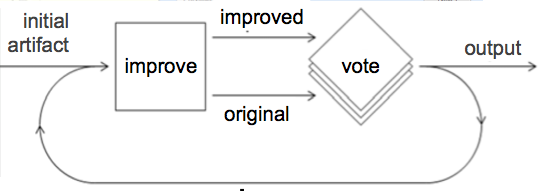 initial
artifact
improve
improved
original
vote
output